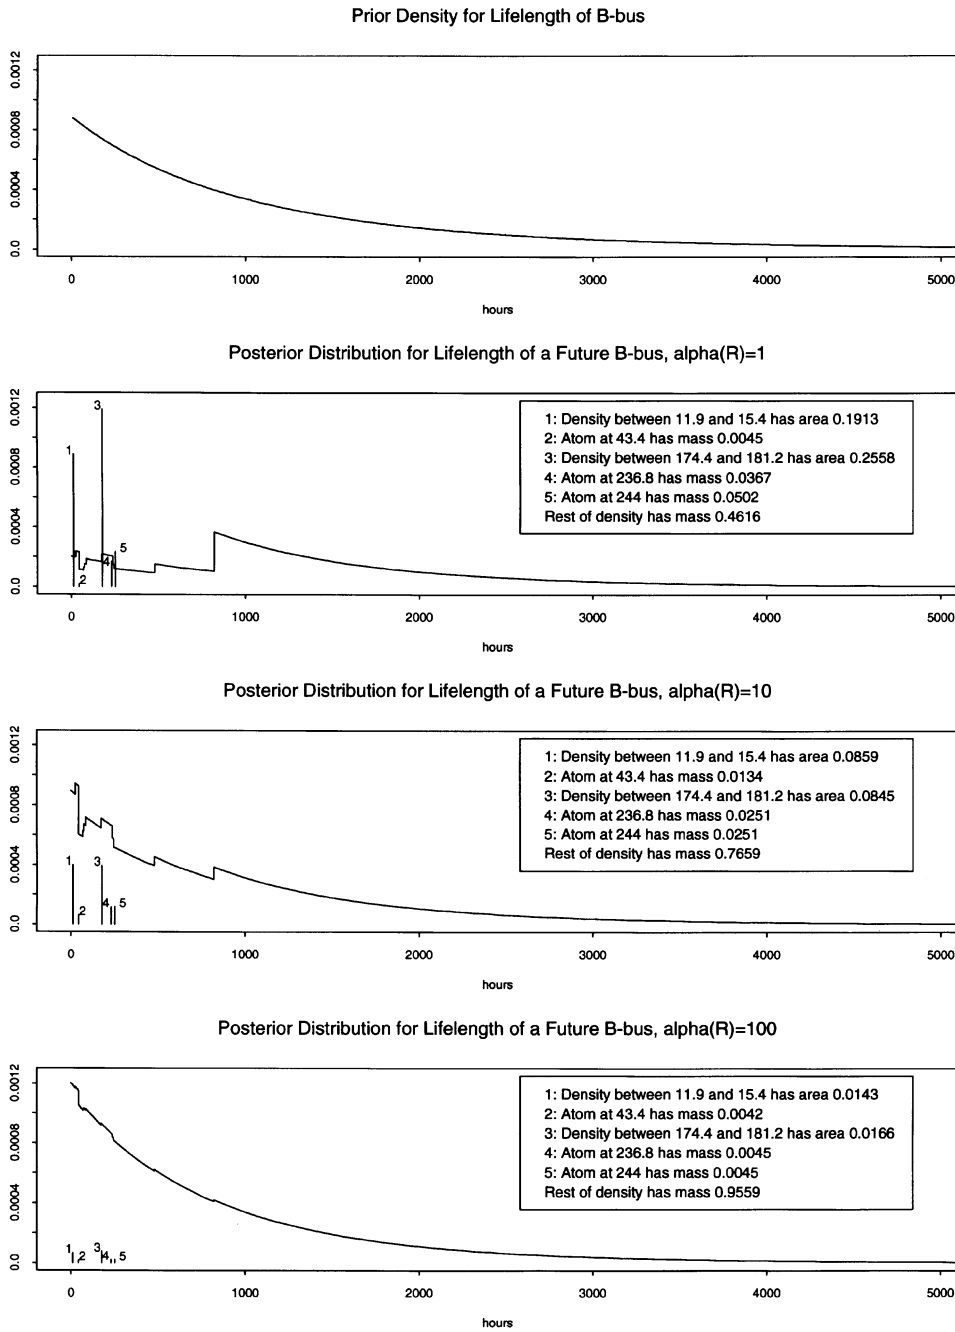 Prior Density for Lifelength of B-bus
0.0012
0.0008
0.0004
0.0
0 1000 2000 3000 4000 5000
hours
Posterior Distribution for Lifelength of a Future B-bus, alpha(R)=1
0.0012
0.0008
0.0004
0.0
1
2
3
4
5
1: Density between 11.9 and 15.4 has area 0.1913
2: Atom at 43.4 has mass 0.0045
3: Density between 174.4 and 181.2 has area 0.2558
4: Atom at 236.8 has mass 0.0367
5: Atom at 244 has mass 0.0502
Rest of density has mass 0.4616
0 1000 2000 3000 4000 5000
hours
Posterior Distribution for Lifelength of a Future B-bus, alpha(R)=10
0.0012
0.0008
0.0004
0.0
1
2
3
4
5
1: Density between 11.9 and 15.4 has area 0.0859
2: Atom at 43.4 has mass 0.0134
3: Density between 174.4 and 181.2 has area 0.0845
4: Atom at 236.8 has mass 0.0251
5: Atom at 244 has mass 0.0251
Rest of density has mass 0.7659
0 1000 2000 3000 4000 5000
hours
Posterior Distribution for Lifelength of a Future B-bus, alpha(R)=100
0.0012
0.0008
0.0004
0.0
1
2
3
4
5
1: Density between 11.9 and 15.4 has area 0.0143
2: Atom at 43.4 has mass 0.0042
3: Density between 174.4 and 181.2 has area 0.0166
4: Atom at 236.8 has mass 0.0045
5: Atom at 244 has mass 0.0045
Rest of density has mass 0.9559
0 1000 2000 3000 4000 5000
hours